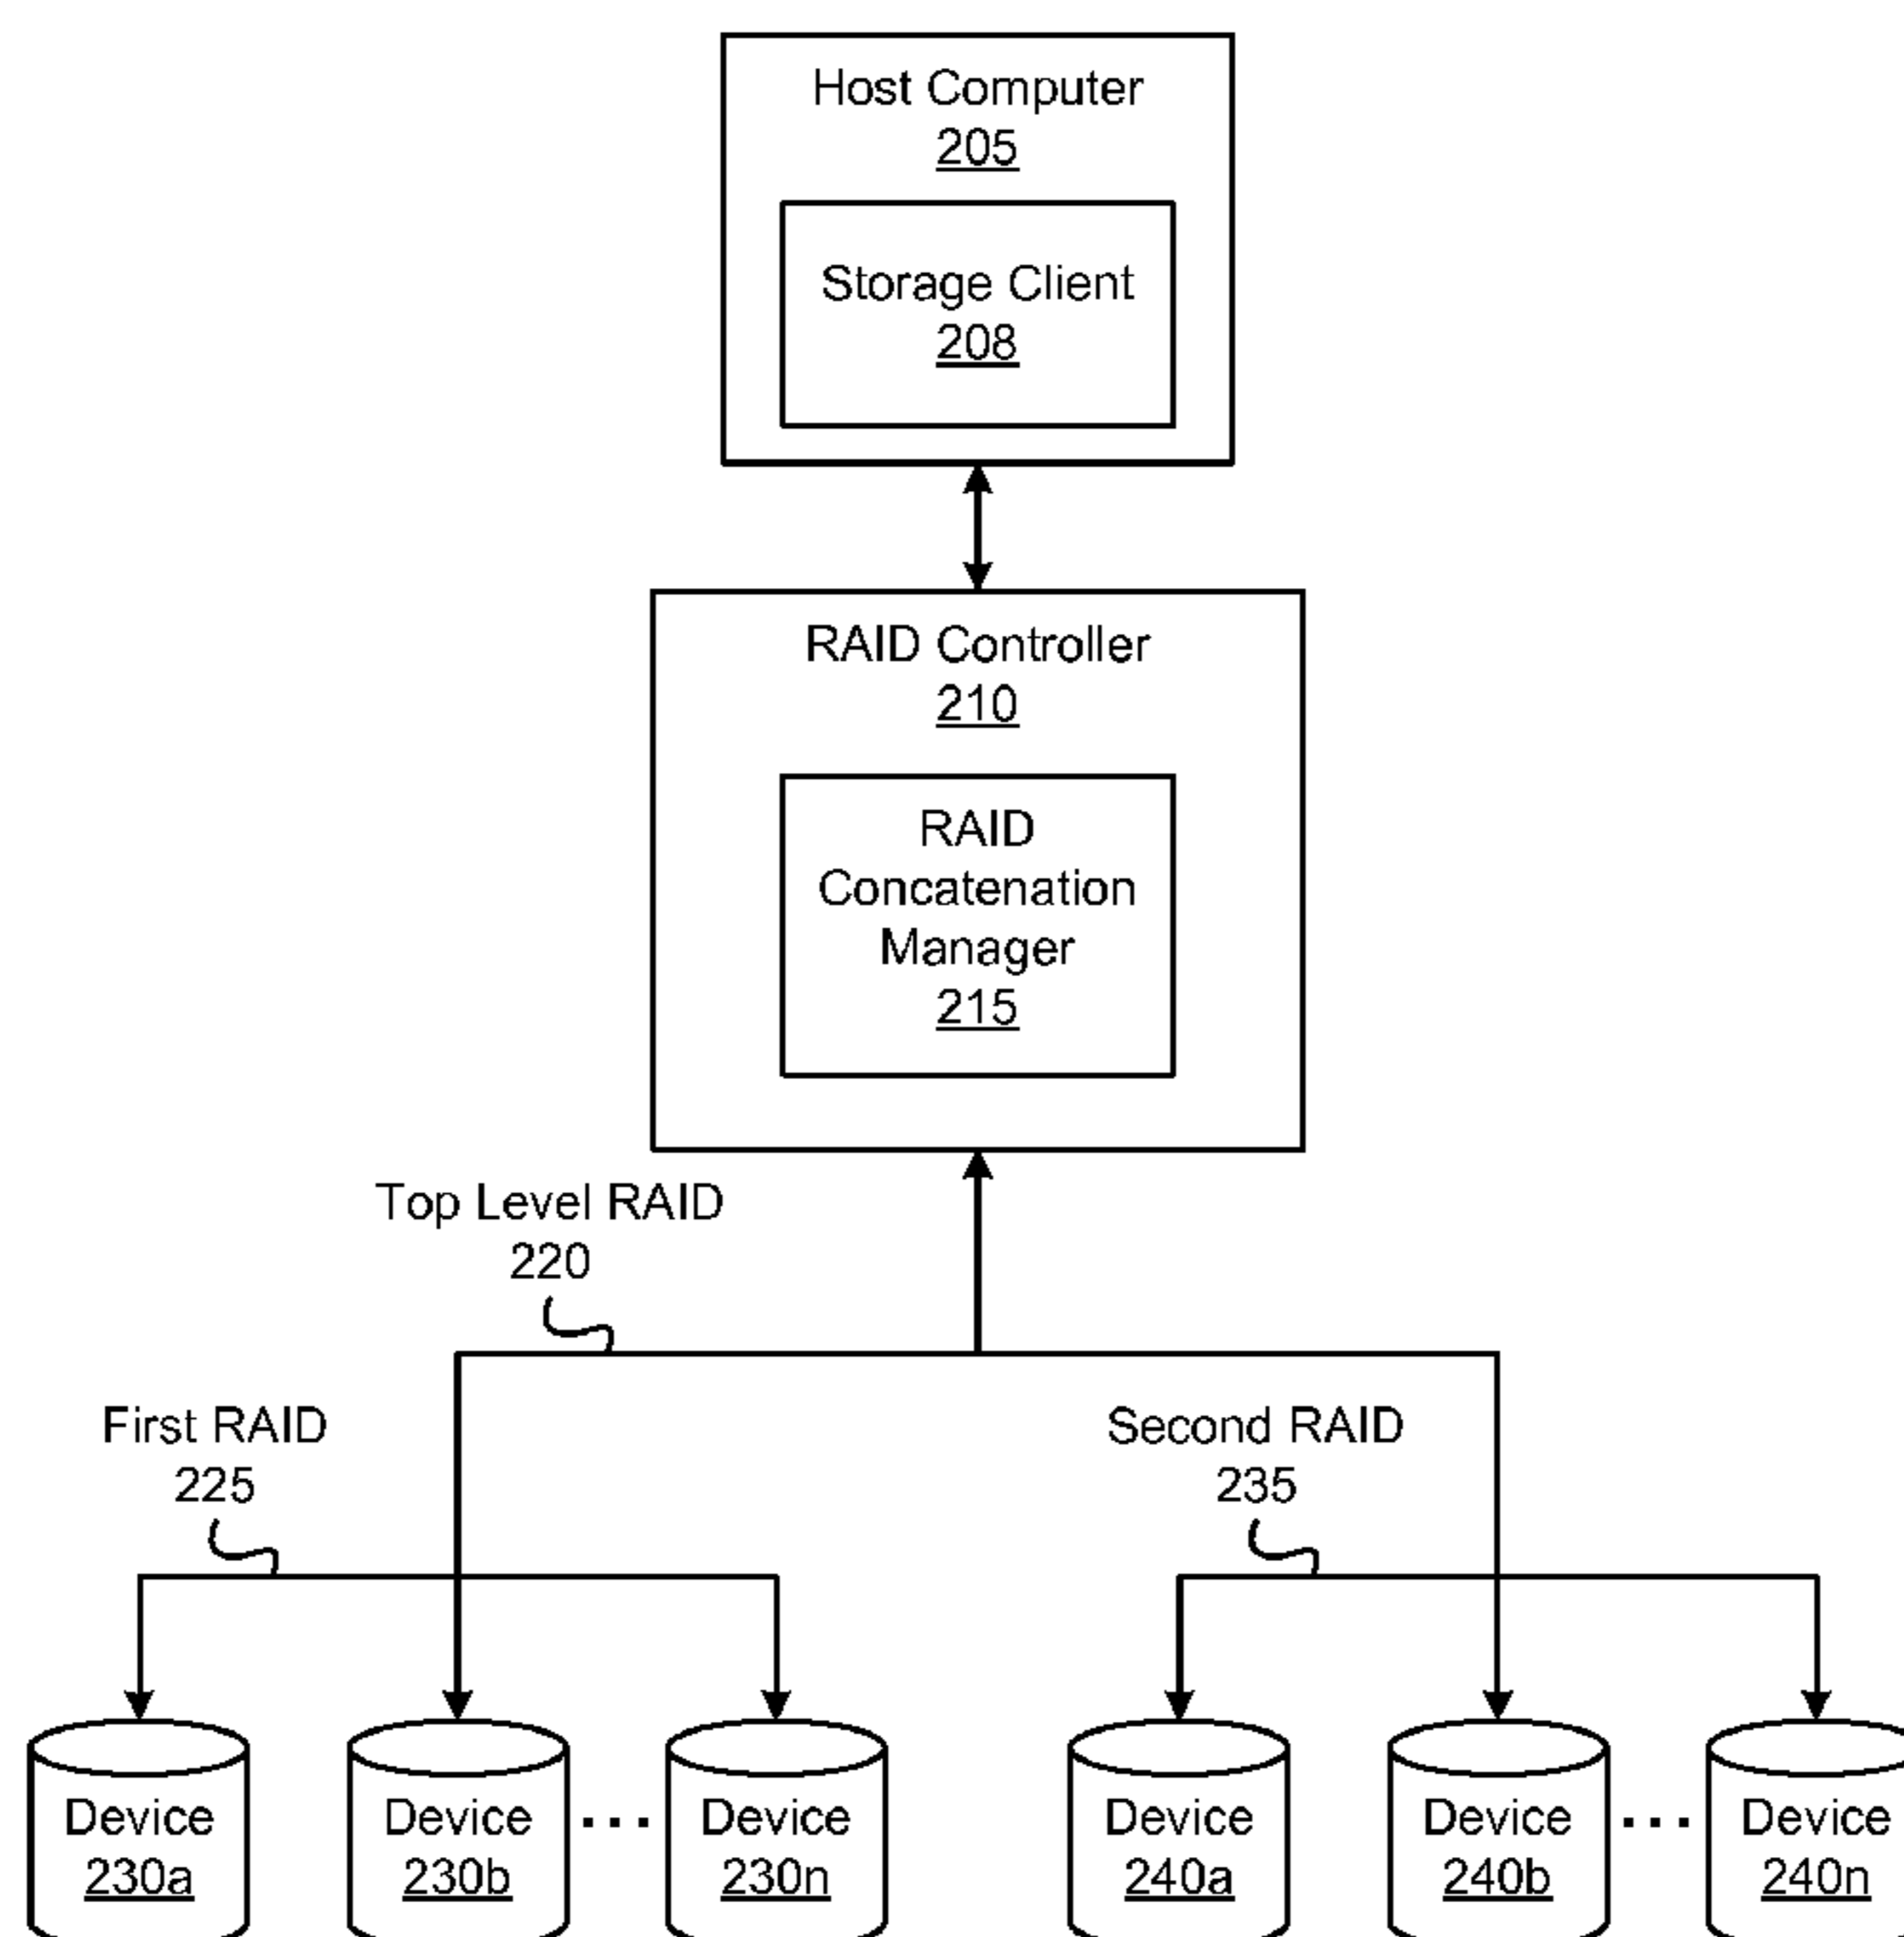 Host Computer
205
Storage Client
208
RAID Controller
210
RAID
Concatenation
Manager
215
Top Level RAID
220
First RAID
225
Second RAID
235
Device
230a
Device
230b
...
Device
230n
Device
240a
Device
240b
...
Device
240n